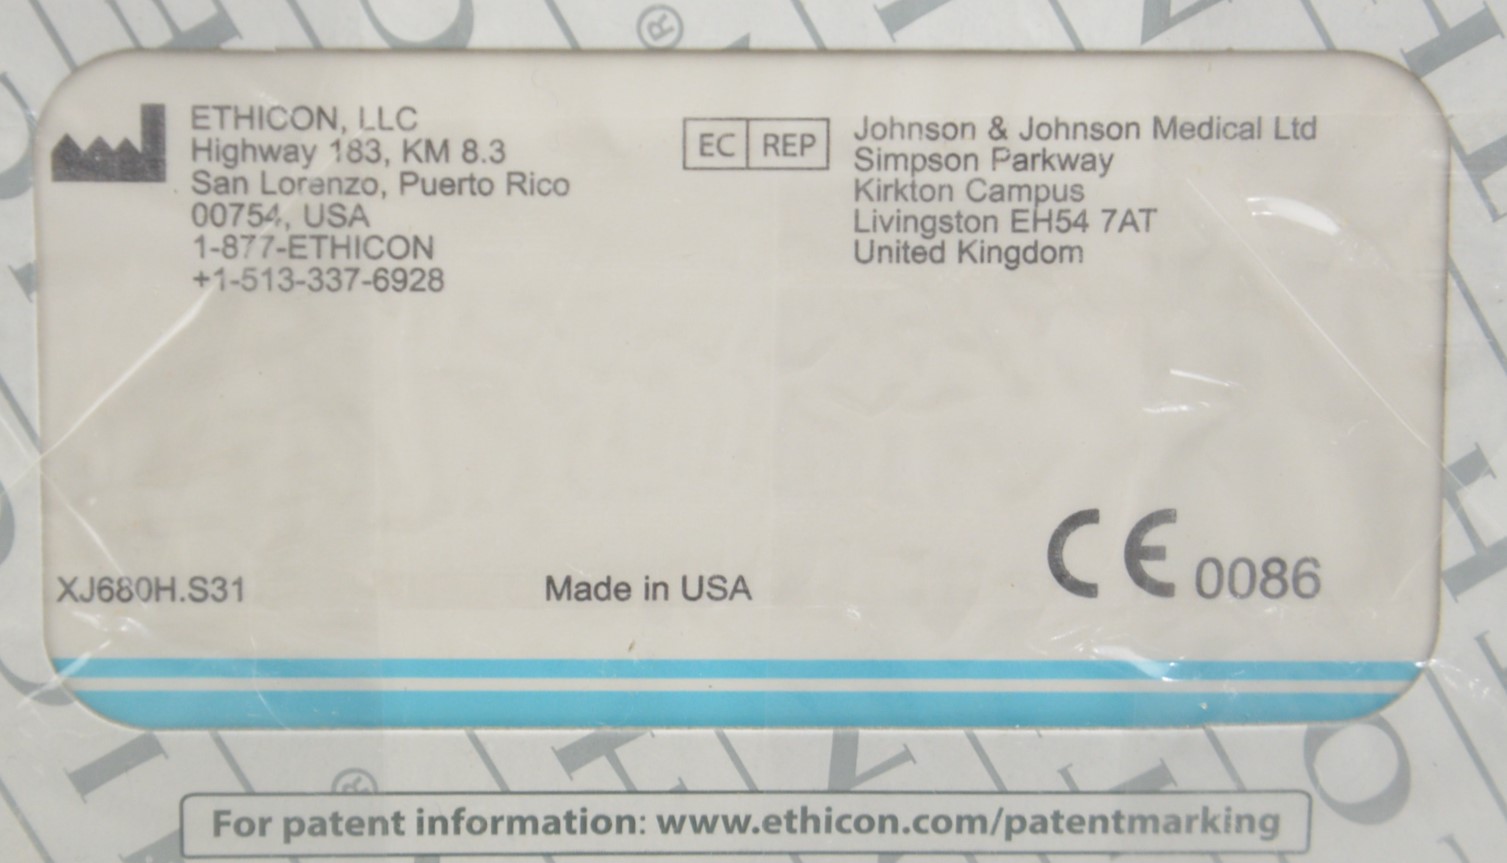 ETHICON, LLC
Highway 183, KM 8.3
San Lorenzo, Puerto Rico
00754, USA
1-877-ETHICON
+1-513-337-6928
EC REP
Johnson & Johnson Medical Ltd
Simpson Parkway
Kirkton Campus
Livingston EH54 7AT
United Kingdom
XJ680H.S31
Made in USA
CE 0086
For patent information: www.ethicon.com/patentmarking